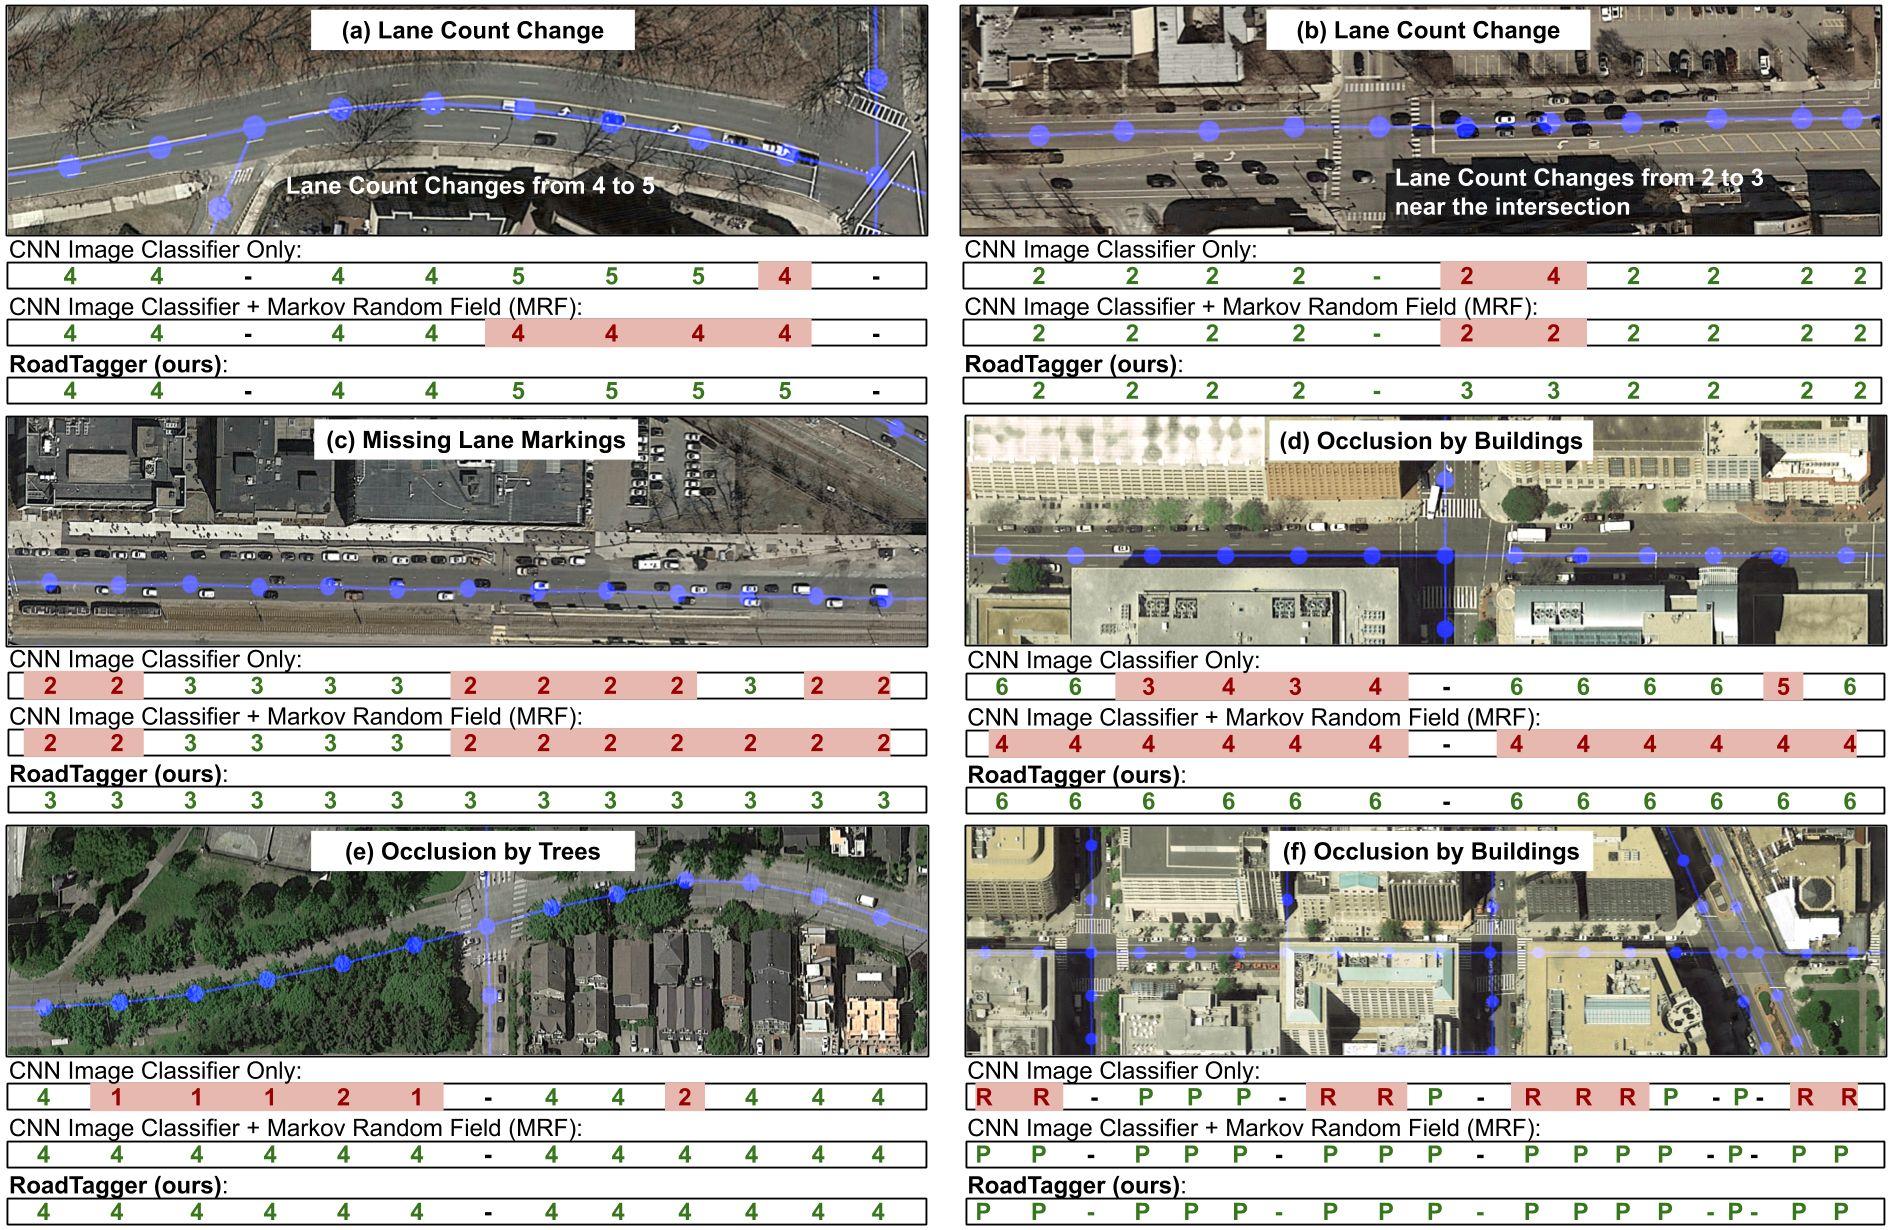 (a) Lane Count Change
Lane Count Changes from 4 to 5
CNN Image Classifier Only:
4 4 - 4 4 5 5 5 4 -
CNN Image Classifier + Markov Random Field (MRF):
4 4 - 4 4 4 4 4 4 -
RoadTagger (ours):
4 4 - 4 4 5 5 5 5 -
(b) Lane Count Change
Lane Count Changes from 2 to 3
near the intersection
CNN Image Classifier Only:
2 2 2 2 - 2 4 2 2 2 2
CNN Image Classifier + Markov Random Field (MRF):
2 2 2 2 - 2 2 2 2 2 2
RoadTagger (ours):
2 2 2 2 - 3 3 2 2 2 2
(c) Missing Lane Markings
CNN Image Classifier Only:
2 2 3 3 3 3 2 2 2 2 3 2 2
CNN Image Classifier + Markov Random Field (MRF):
2 2 3 3 3 3 2 2 2 2 2 2 2
RoadTagger (ours):
3 3 3 3 3 3 3 3 3 3 3 3 3
(d) Occlusion by Buildings
CNN Image Classifier Only:
6 6 3 4 3 4 - 6 6 6 6 5 6
CNN Image Classifier + Markov Random Field (MRF):
4 4 4 4 4 4 - 4 4 4 4 4 4
RoadTagger (ours):
6 6 6 6 6 6 - 6 6 6 6 6 6
(e) Occlusion by Trees
CNN Image Classifier Only:
4 1 1 1 2 1 - 4 4 2 4 4 4
CNN Image Classifier + Markov Random Field (MRF):
4 4 4 4 4 4 - 4 4 4 4 4 4
RoadTagger (ours):
4 4 4 4 4 4 - 4 4 4 4 4 4
(f) Occlusion by Buildings
CNN Image Classifier Only:
R R - P P P - R R P - R R R P - P - R R
CNN Image Classifier + Markov Random Field (MRF):
P P - P P P - P P P - P P P P - P - P P
RoadTagger (ours):
P P - P P P - P P P - P P P P - P - P P